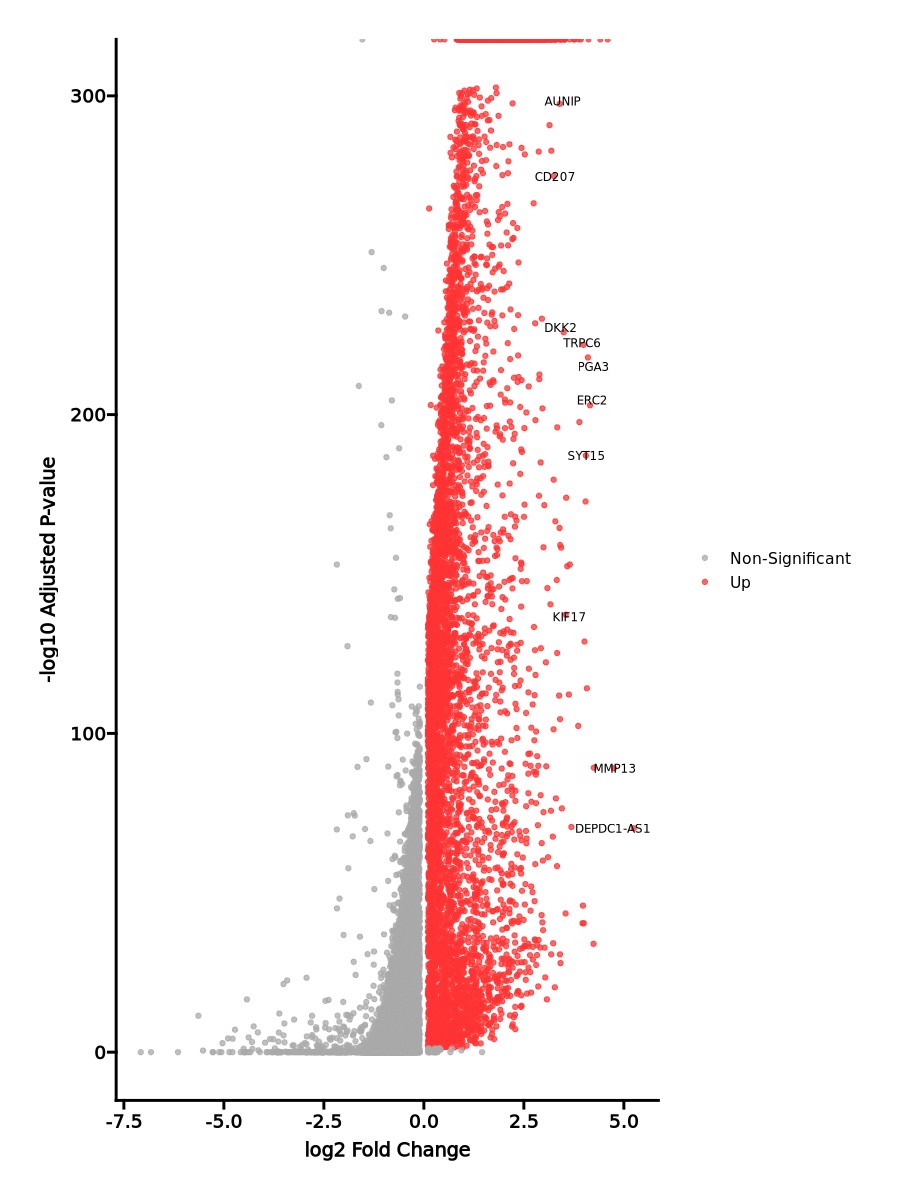 300
200
100
0
-log10 Adjusted P-value
-7.5
-5.0
-2.5
0.0
2.5
5.0
log2 Fold Change
AUNIP
CD207
DKK2
TRPC6
PGA3
ERC2
SYT15
KIF17
MMP13
DEPDC1-AS1
Non-Significant
Up